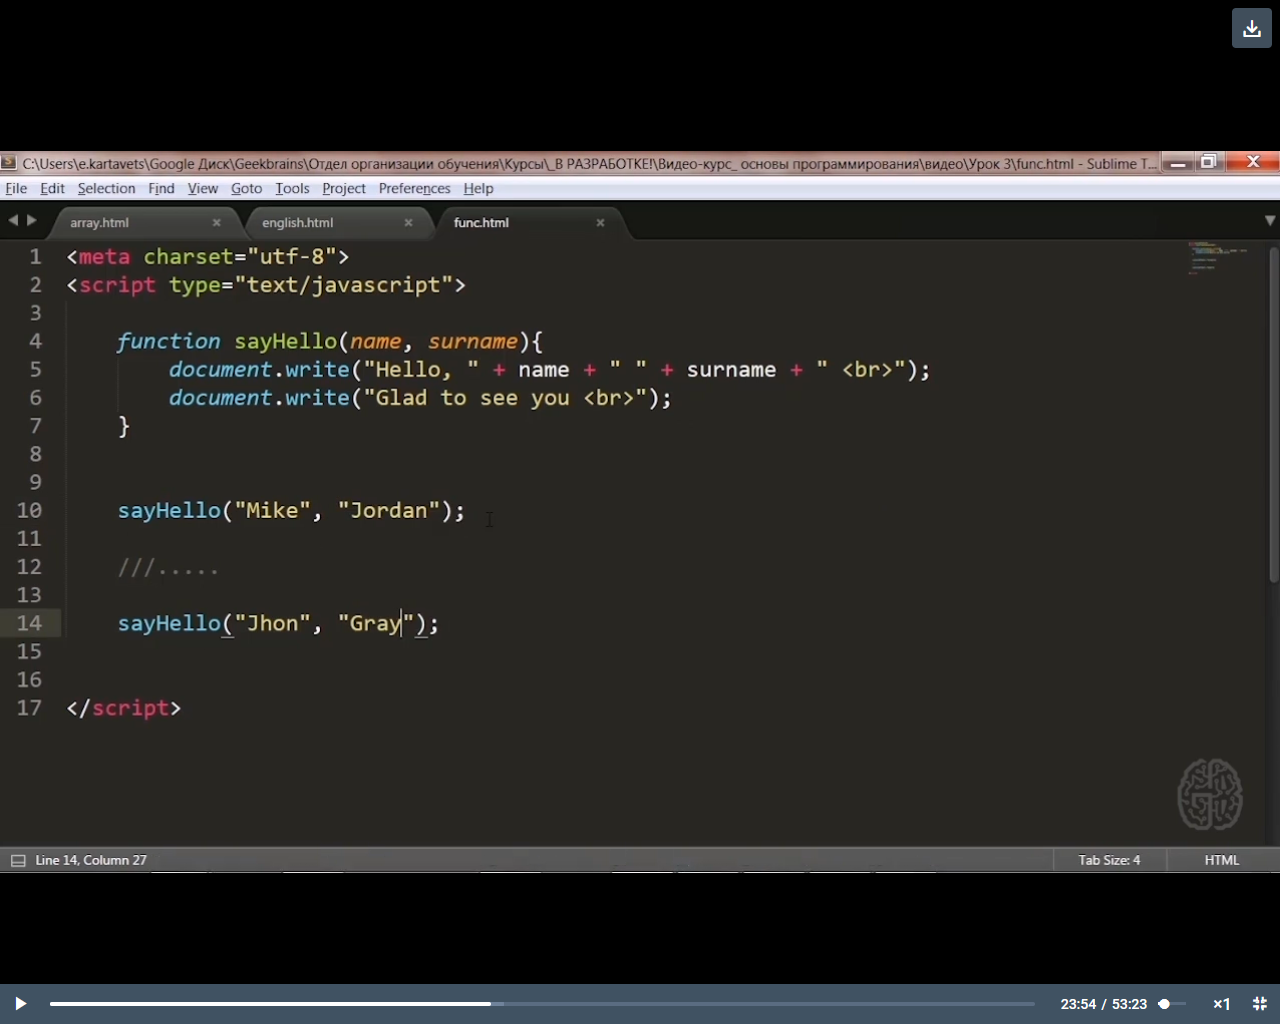 C:\Users\e.kartavets\Google Диск\Geekbrains\Отдел организации обучения\Курсы\_В РАЗРАБОТКЕ!\Видео-курс_ основы программирования\видео\Урок 3\func.html - Sublime T...
File Edit Selection Find View Goto Tools Project Preferences Help
array.html × english.html × func.html ×
1 <meta charset="utf-8">
2 <script type="text/javascript">
3
4 function sayHello(name, surname){
5 document.write("Hello, " + name + " " + surname + " <br>");
6 document.write("Glad to see you <br>");
7 }
8
9
10 sayHello("Mike", "Jordan");
11
12 ///.....
13
14 sayHello("Jhon", "Gray");
15
16
17 </script>
Line 14, Column 27 Tab Size: 4 HTML
23:54 / 53:23 ×1